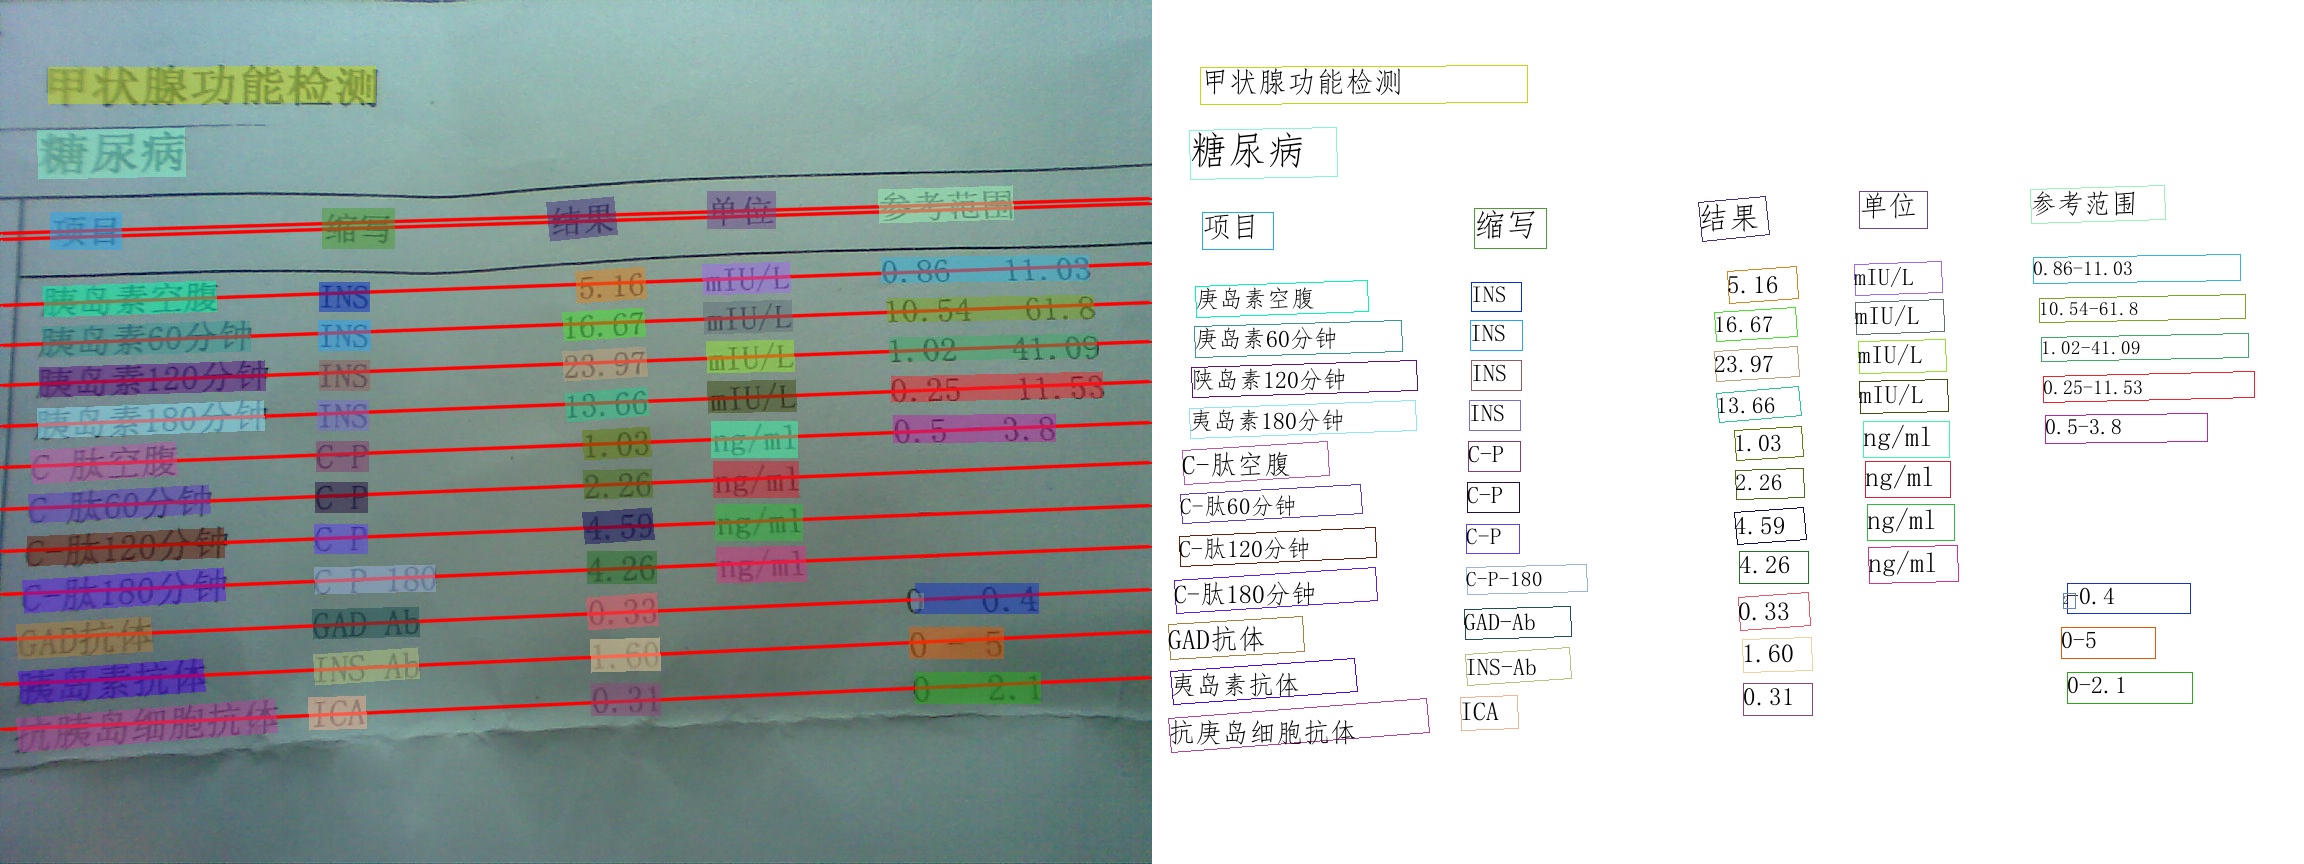 甲状腺功能检测
糖尿病
项目 缩写 结果 单位 参考范围
胰岛素空腹 INS 5.16 mIU/L 0.86 11.03
胰岛素60分钟 INS 16.67 mIU/L 10.54 61.8
胰岛素120分钟 INS 23.97 mIU/L 1.02 41.09
胰岛素180分钟 INS 13.66 mIU/L 0.25 11.53
C-肽空腹 C-P 1.03 ng/ml 0.5 3.8
C-肽60分钟 C-P 2.26 ng/ml
C-肽120分钟 C-P 4.59 ng/ml
C-肽180分钟 C-P-180 4.26 ng/ml
GAD抗体 GAD-Ab 0.33 0 - 0.4
胰岛素抗体 INS-Ab 1.60 0 - 5
抗胰岛细胞抗体 ICA 0.31 0 - 2.1
甲状腺功能检测
糖尿病
项目 缩写 结果 单位 参考范围
庚岛素空腹 INS 5.16 mIU/L 0.86-11.03
庚岛素60分钟 INS 16.67 mIU/L 10.54-61.8
陕岛素120分钟 INS 23.97 mIU/L 1.02-41.09
夷岛素180分钟 INS 13.66 mIU/L 0.25-11.53
C-肽空腹 C-P 1.03 ng/ml 0.5-3.8
C-肽60分钟 C-P 2.26 ng/ml
C-肽120分钟 C-P 4.59 ng/ml
C-肽180分钟 C-P-180 4.26 ng/ml
GAD抗体 GAD-Ab 0.33 -0.4
夷岛素抗体 INS-Ab 1.60 0-5
抗庚岛细胞抗体 ICA 0.31 0-2.1